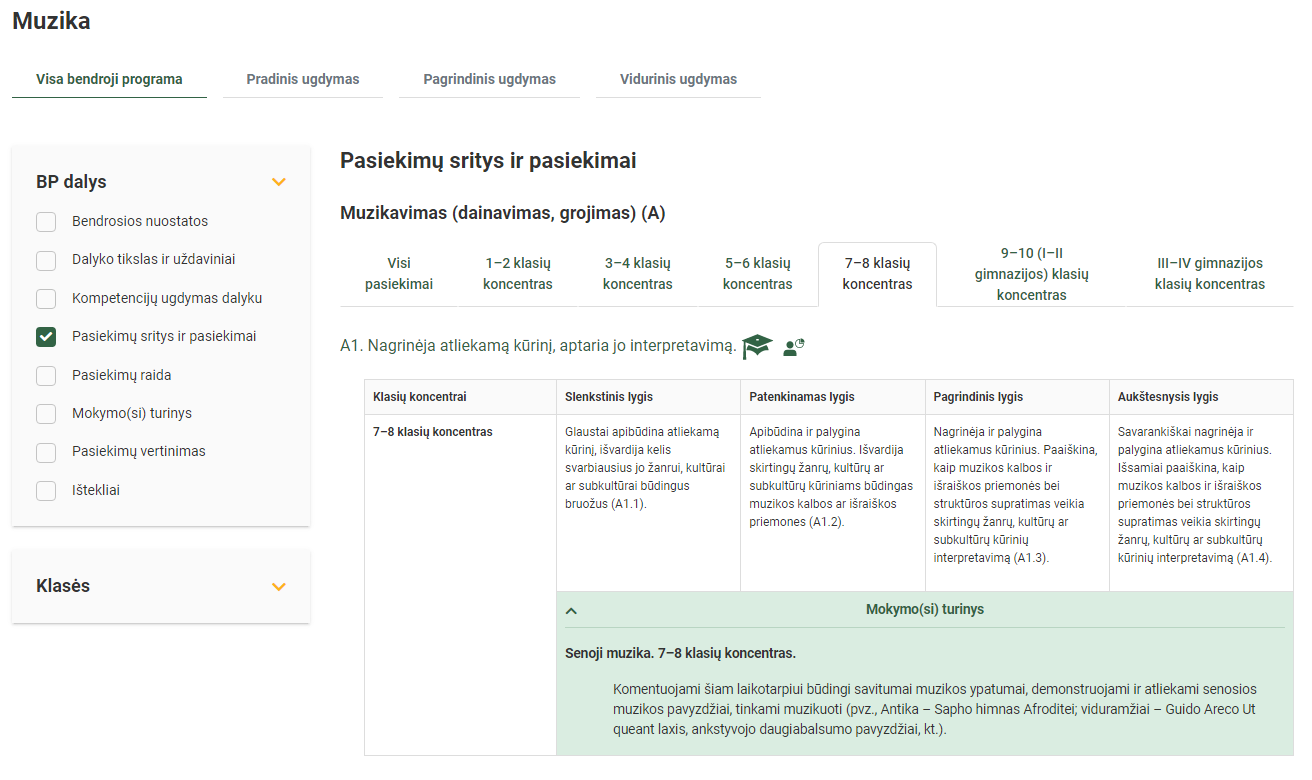 Muzika
Visa bendroji programa
Pradinis ugdymas
Pagrindinis ugdymas
Vidurinis ugdymas
BP dalys
Bendrosios nuostatos
Dalyko tikslas ir uždaviniai
Kompetencijų ugdymas dalyku
Pasiekimų sritys ir pasiekimai
Pasiekimų raida
Mokymo(si) turinys
Pasiekimų vertinimas
Ištekliai
Klasės
Pasiekimų sritys ir pasiekimai
Muzikavimas (dainavimas, grojimas) (A)
Visi
pasiekimai
1–2 klasių
koncentras
3–4 klasių
koncentras
5–6 klasių
koncentras
7–8 klasių
koncentras
9–10 (I–II
gimnazijos) klasių
koncentras
III–IV gimnazijos
klasių koncentras
A1. Nagrinėja atliekamą kūrinį, aptaria jo interpretavimą.
Klasių koncentrai
Slenkstinis lygis
Patenkinamas lygis
Pagrindinis lygis
Aukštesnysis lygis
7–8 klasių koncentras
Glaustai apibūdina atliekamą
kūrinį, išvardija kelis
svarbiausius jo žanrui, kultūrai
ar subkultūrai būdingus
bruožus (A1.1).
Apibūdina ir palygina
atliekamus kūrinius. Išvardija
skirtingų žanrų, kultūrų ar
subkultūrų kūriniams būdingas
muzikos kalbos ar išraiškos
priemones (A1.2).
Nagrinėja ir palygina
atliekamus kūrinius. Paaiškina,
kaip muzikos kalbos ir
išraiškos priemonės bei
struktūros supratimas veikia
skirtingų žanrų, kultūrų ar
subkultūrų kūrinių
interpretavimą (A1.3).
Savarankiškai nagrinėja ir
palygina atliekamus kūrinius.
Išsamiai paaiškina, kaip
muzikos kalbos ir išraiškos
priemonės bei struktūros
supratimas veikia skirtingų
žanrų, kultūrų ar subkultūrų
kūrinių interpretavimą (A1.4).
Mokymo(si) turinys
Senoji muzika. 7–8 klasių koncentras.
Komentuojami šiam laikotarpiui būdingi savitumai muzikos ypatumai, demonstruojami ir atliekami senosios
muzikos pavyzdžiai, tinkami muzikuoti (pvz., Antika – Sapho himnas Afroditei; viduramžiai – Guido Areco Ut
queant laxis, ankstyvojo daugiabalsumo pavyzdžiai, kt.).